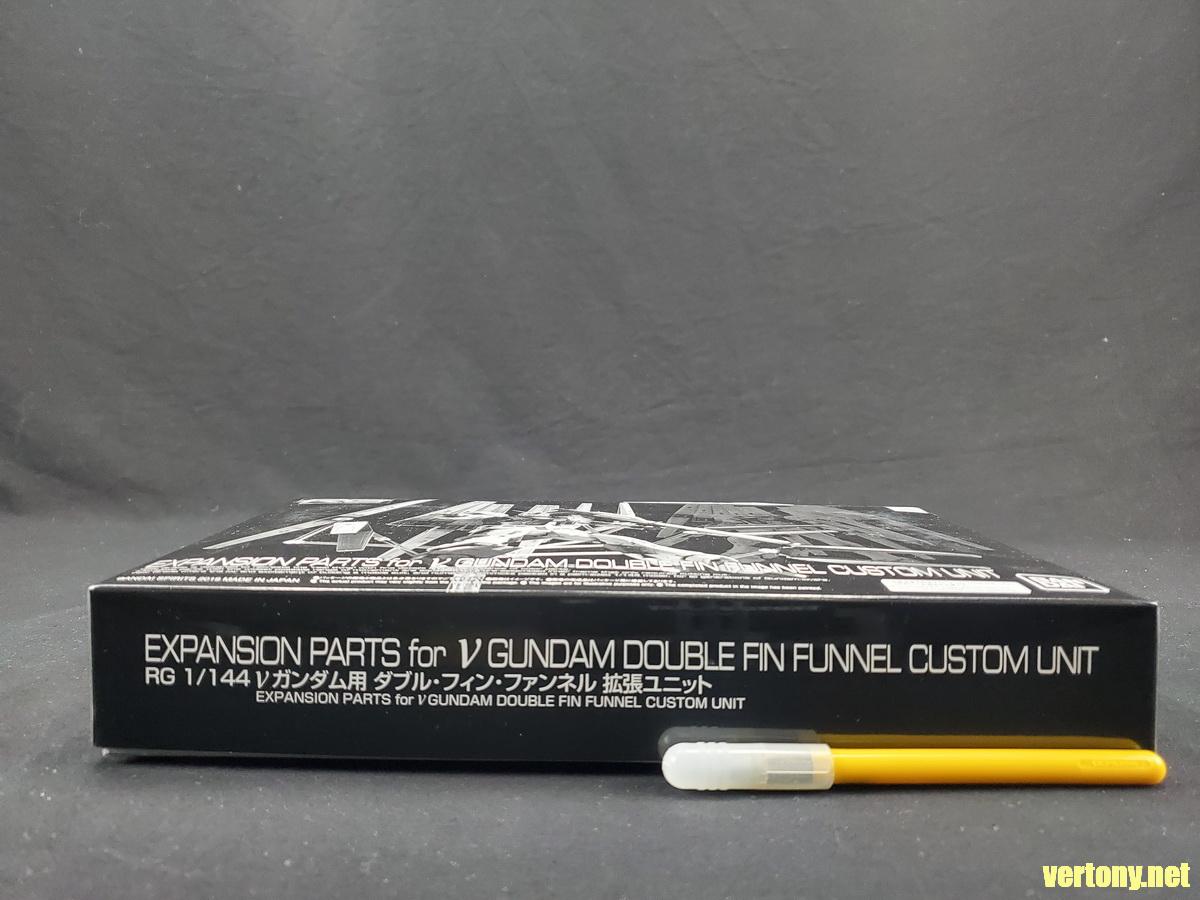 EXPANSION PARTS for ν GUNDAM DOUBLE FIN FUNNEL CUSTOM UNIT
BANDAI SPIRITS 2019 MADE IN JAPAN
EXPANSION PARTS for ν GUNDAM DOUBLE FIN FUNNEL CUSTOM UNIT
RG 1/144 νガンダム用 ダブル・フィン・ファンネル 拡張ユニット
EXPANSION PARTS for ν GUNDAM DOUBLE FIN FUNNEL CUSTOM UNIT
vertony.net